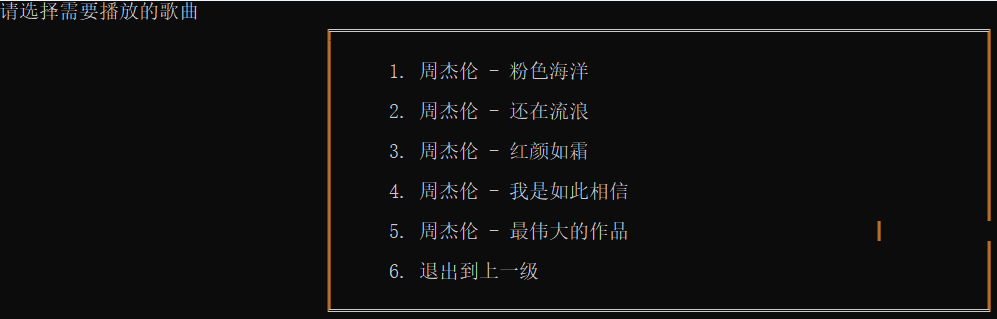 请选择需要播放的歌曲
1. 周杰伦 - 粉色海洋
2. 周杰伦 - 还在流浪
3. 周杰伦 - 红颜如霜
4. 周杰伦 - 我是如此相信
5. 周杰伦 - 最伟大的作品
6. 退出到上一级